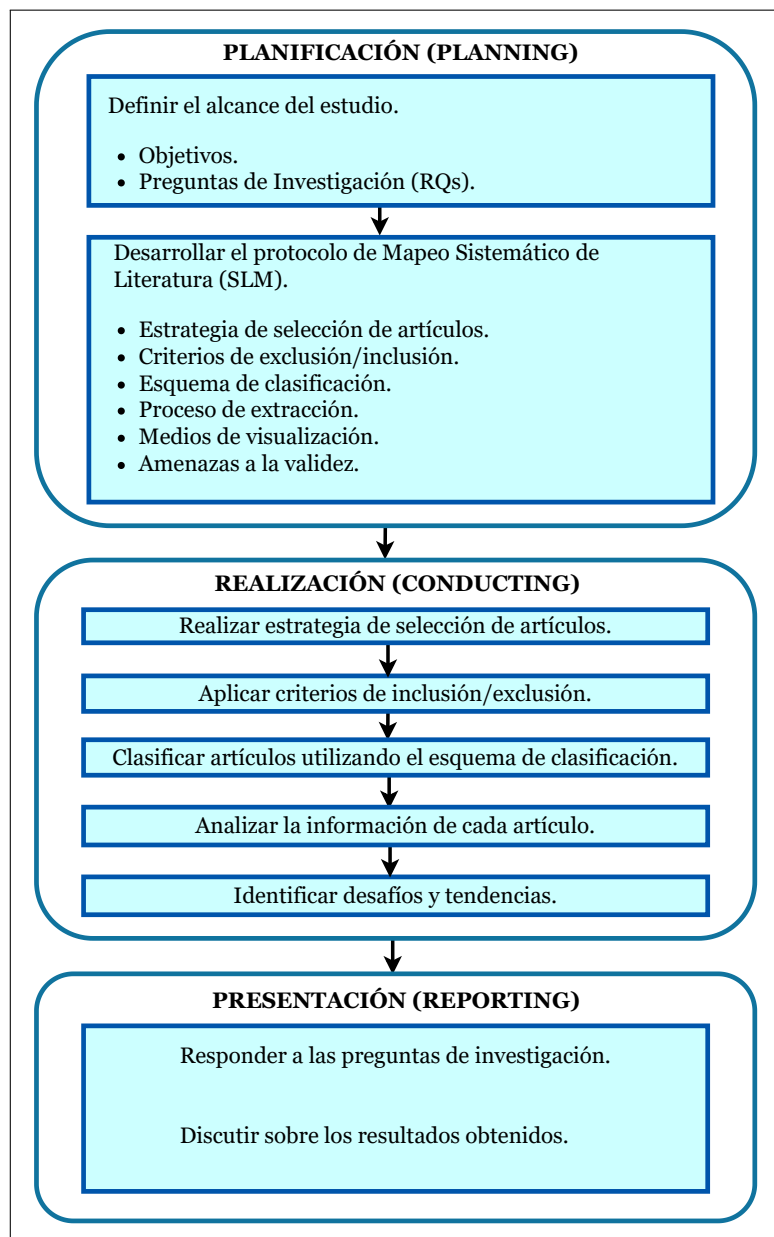 PLANIFICACIÓN (PLANNING)
Definir el alcance del estudio.
• Objetivos.
• Preguntas de Investigación (RQs).
Desarrollar el protocolo de Mapeo Sistemático de
Literatura (SLM).
• Estrategia de selección de artículos.
• Criterios de exclusión/inclusión.
• Esquema de clasificación.
• Proceso de extracción.
• Medios de visualización.
• Amenazas a la validez.
REALIZACIÓN (CONDUCTING)
Realizar estrategia de selección de artículos.
Aplicar criterios de inclusión/exclusión.
Clasificar artículos utilizando el esquema de clasificación.
Analizar la información de cada artículo.
Identificar desafíos y tendencias.
PRESENTACIÓN (REPORTING)
Responder a las preguntas de investigación.
Discutir sobre los resultados obtenidos.